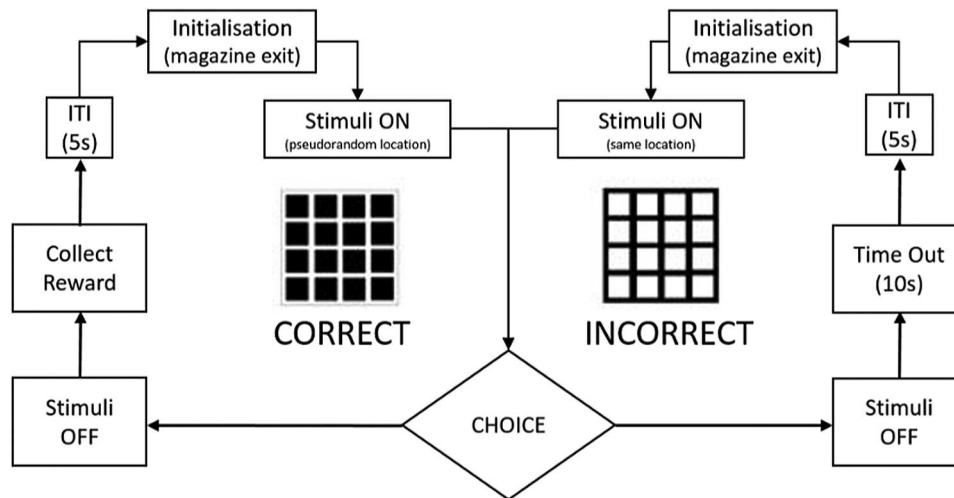 Initialisation
(magazine exit)
Initialisation
(magazine exit)
ITI
(5s)
Stimuli ON
(pseudorandom location)
Stimuli ON
(same location)
ITI
(5s)
Collect
Reward
CORRECT
INCORRECT
Time Out
(10s)
Stimuli
OFF
CHOICE
Stimuli
OFF